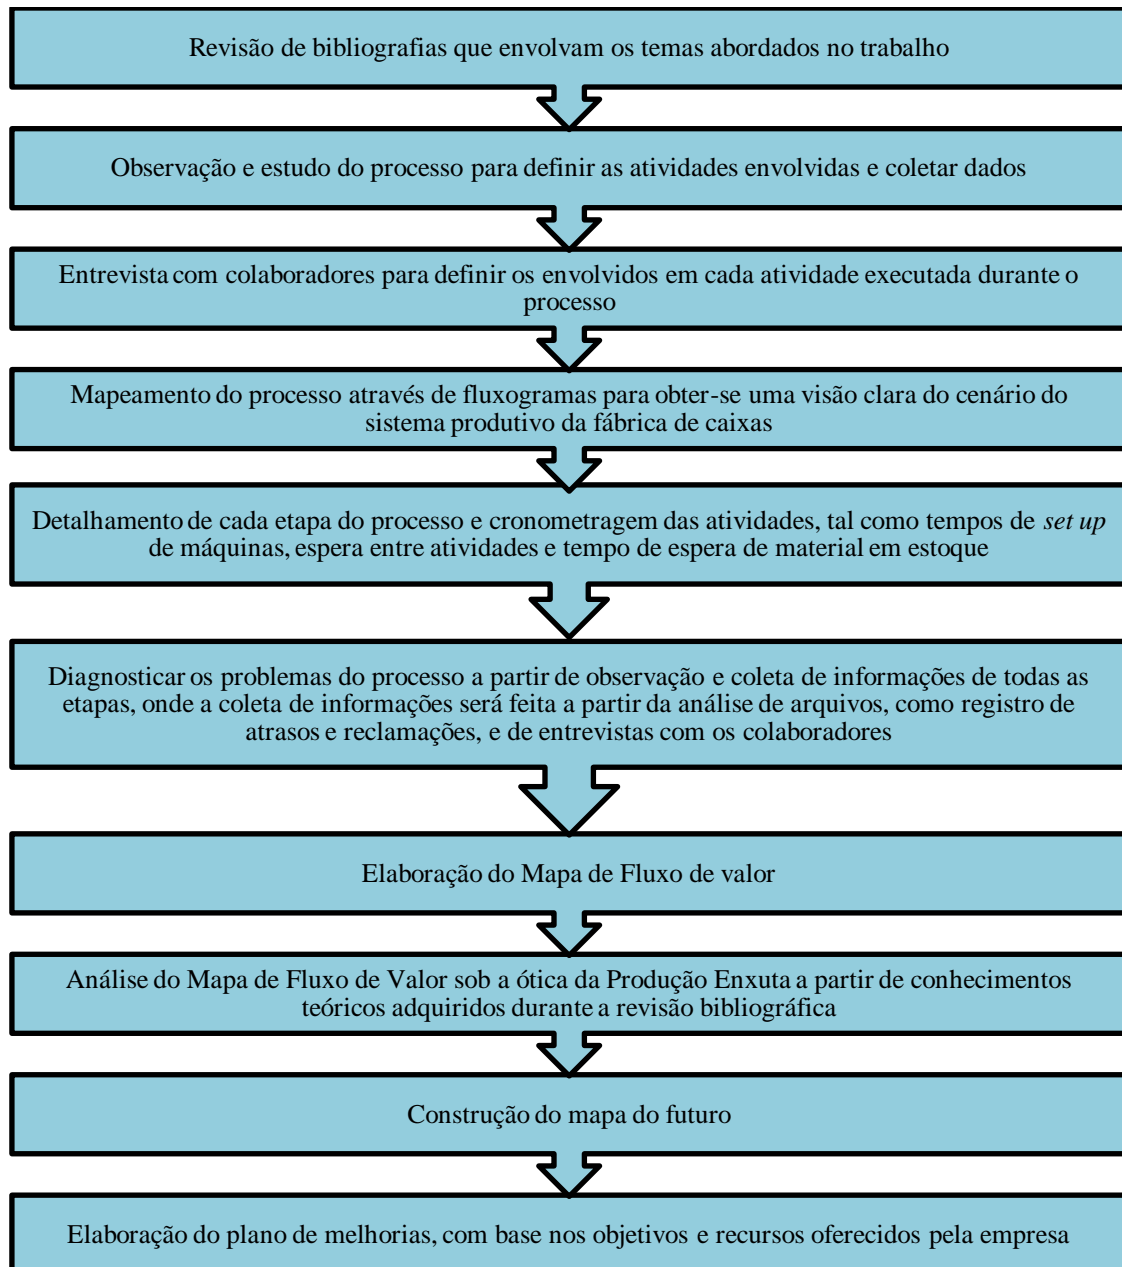 Revisão de bibliografias que envolvam os temas abordados no trabalho
Observação e estudo do processo para definir as atividades envolvidas e coletar dados
Entrevista com colaboradores para definir os envolvidos em cada atividade executada durante o
processo
Mapeamento do processo através de fluxogramas para obter-se uma visão clara do cenário do
sistema produtivo da fábrica de caixas
Detalhamento de cada etapa do processo e cronometragem das atividades, tal como tempos de set up
de máquinas, espera entre atividades e tempo de espera de material em estoque
Diagnosticar os problemas do processo a partir de observação e coleta de informações de todas as
etapas, onde a coleta de informações será feita a partir da análise de arquivos, como registro de
atrasos e reclamações, e de entrevistas com os colaboradores
Elaboração do Mapa de Fluxo de valor
Análise do Mapa de Fluxo de Valor sob a ótica da Produção Enxuta a partir de conhecimentos
teóricos adquiridos durante a revisão bibliográfica
Construção do mapa do futuro
Elaboração do plano de melhorias, com base nos objetivos e recursos oferecidos pela empresa